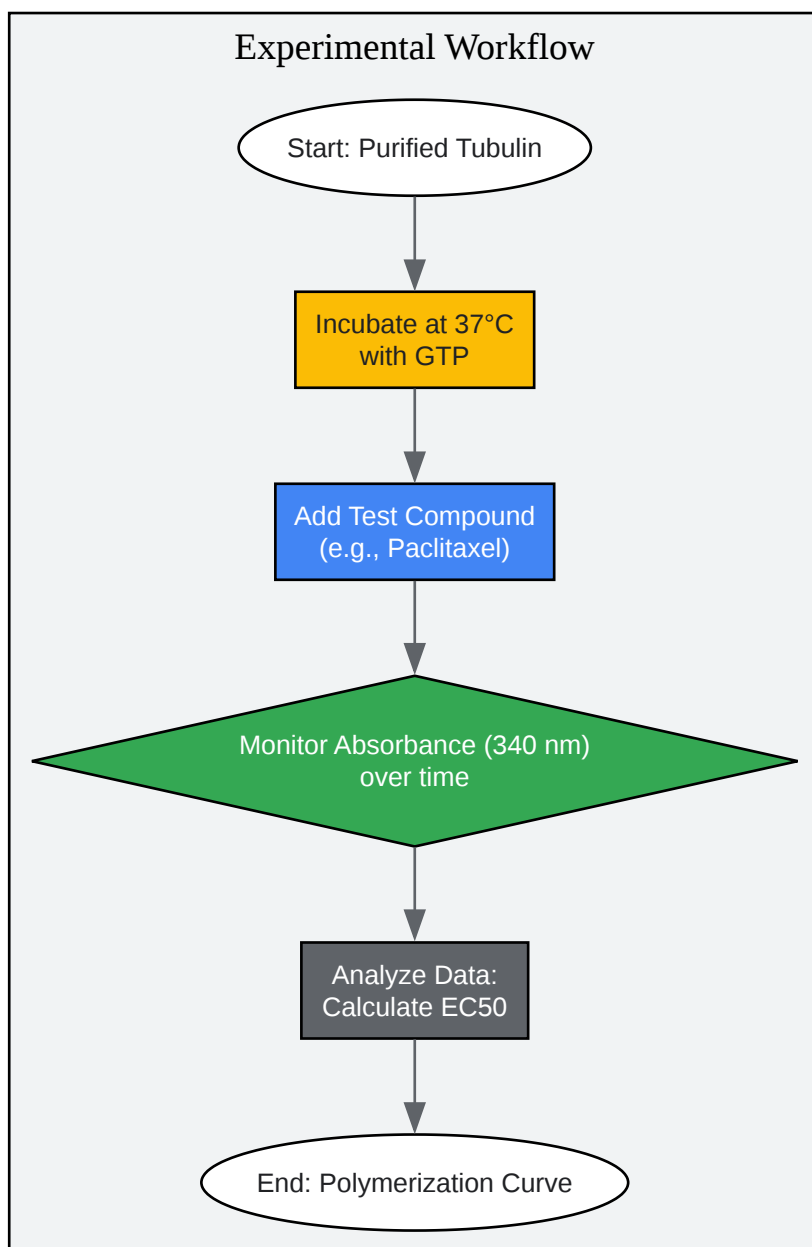 Experimental Workflow
Start: Purified Tubulin
Incubate at 37°C
with GTP
Add Test Compound
(e.g., Paclitaxel)
Monitor Absorbance (340 nm)
over time
Analyze Data:
Calculate EC50
End: Polymerization Curve